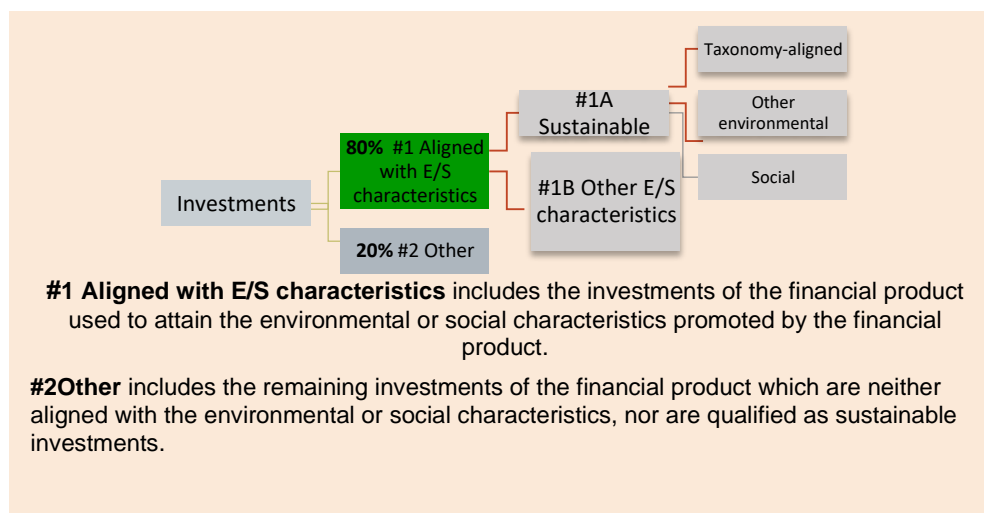 Taxonomy-aligned
#1A
Sustainable
Other
environmental
80% #1 Aligned
with E/S
characteristics
#1B Other E/S
characteristics
Social
Investments
20% #2 Other
#1 Aligned with E/S characteristics includes the investments of the financial product
used to attain the environmental or social characteristics promoted by the financial
product.
#2Other includes the remaining investments of the financial product which are neither
aligned with the environmental or social characteristics, nor are qualified as sustainable
investments.